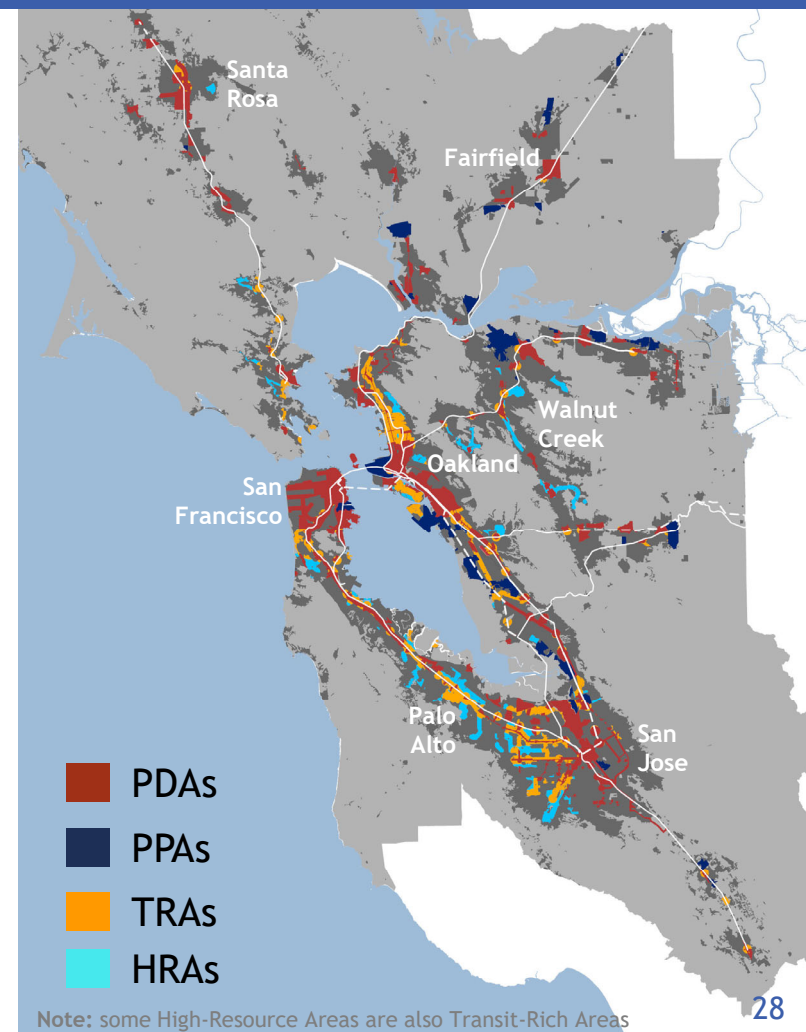 Santa
Rosa
Fairfield
Walnut
Creek
Oakland
San
Francisco
Palo
Alto
San
Jose
PDAs
PPAs
TRAs
HRAs
Note: some High-Resource Areas are also Transit-Rich Areas
28